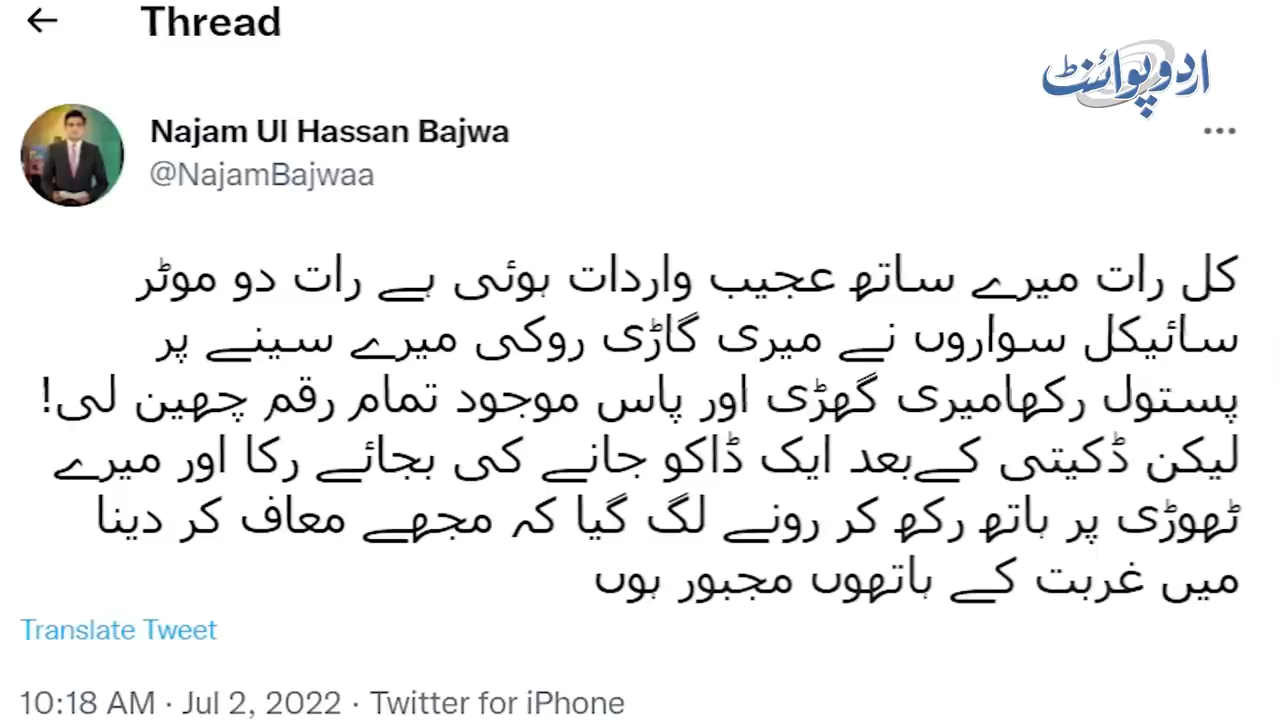 Thread
اردو پوائنٹ
Najam Ul Hassan Bajwa
@NajamBajwaa
کل رات میرے ساتھ عجیب واردات ہوئی ہے رات دو موٹر
سائیکل سواروں نے میری گاڑی روکی میرے سینے پر
پستول رکھامیری گھڑی اور پاس موجود تمام رقم چھین لی!
لیکن ڈکیتی کےبعد ایک ڈاکو جانے کی بجائے رکا اور میرے
ٹھوڑی پر ہاتھ رکھ کر رونے لگ گیا کہ مجھے معاف کر دینا
میں غربت کے ہاتھوں مجبور ہوں
Translate Tweet
10:18 AM · Jul 2, 2022 · Twitter for iPhone